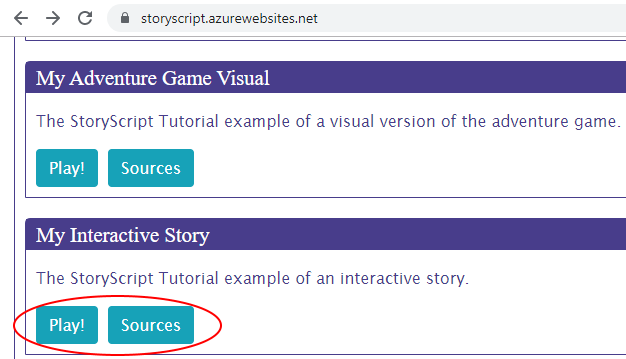 storyscript.azurewebsites.net
My Adventure Game Visual
The StoryScript Tutorial example of a visual version of the adventure game.
Play! Sources
My Interactive Story
The StoryScript Tutorial example of an interactive story.
Play! Sources